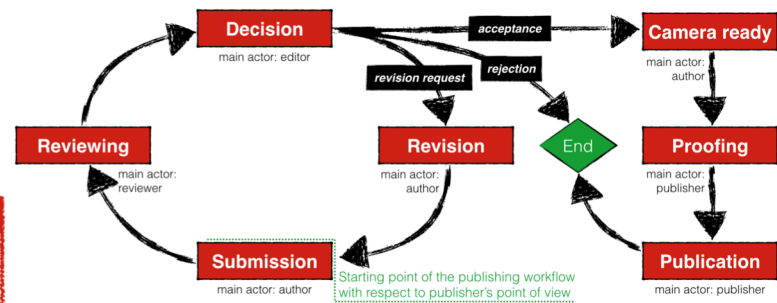 Decision
main actor: editor
acceptance
rejection
revision request
Camera ready
main actor:
author
Reviewing
main actor:
reviewer
Revision
main actor:
author
End
Proofing
main actor:
publisher
Submission
main actor: author
Starting point of the publishing workflow
with respect to publisher's point of view
Publication
main actor: publisher